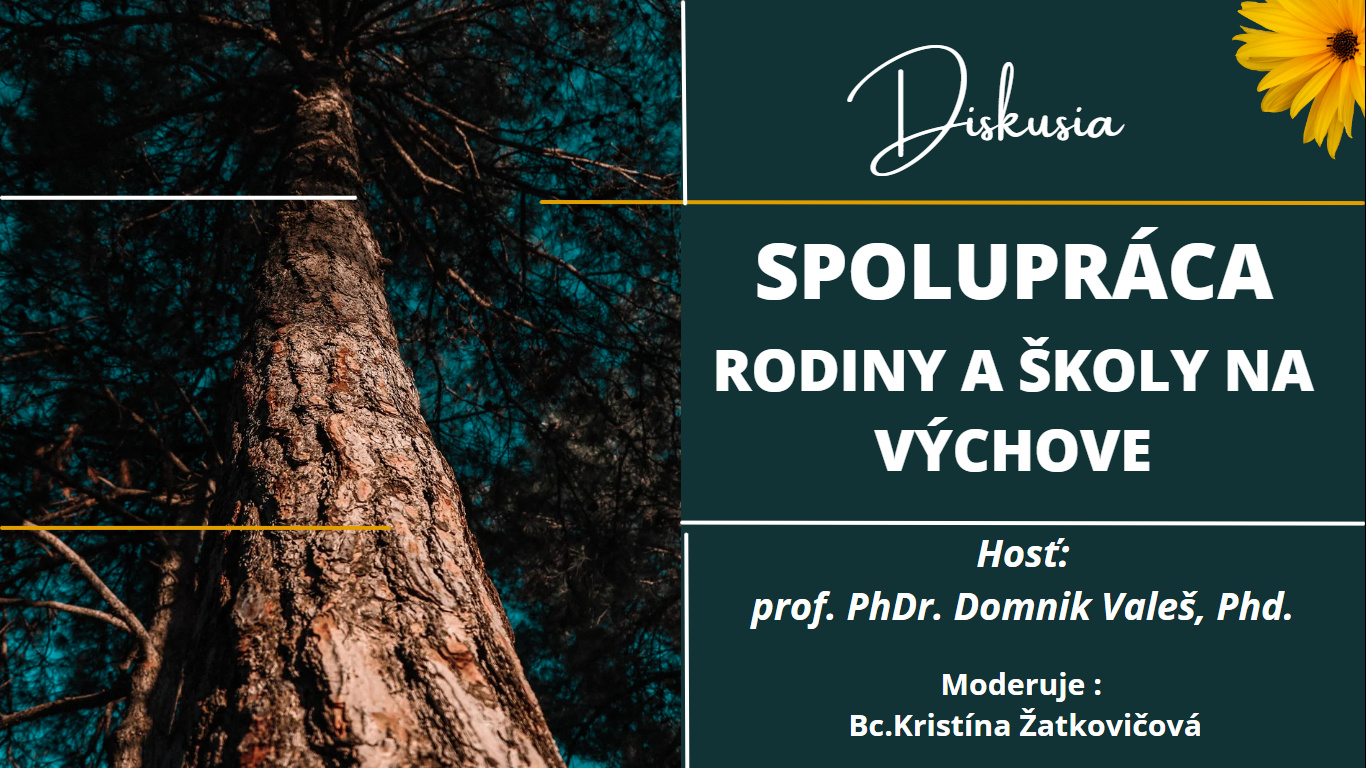 Diskusia
SPOLUPRÁCA
RODINY A ŠKOLY NA
VÝCHOVE
Hosť:
prof. PhDr. Domnik Valeš, Phd.
Moderuje :
Bc.Kristína Žatkovičová